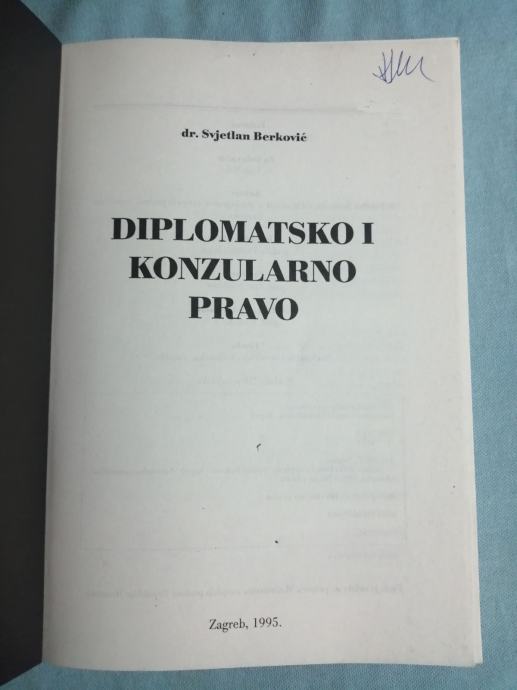 dr. Svjetlan Berković
DIPLOMATSKO I
KONZULARNO
PRAVO
Zagreb, 1995.